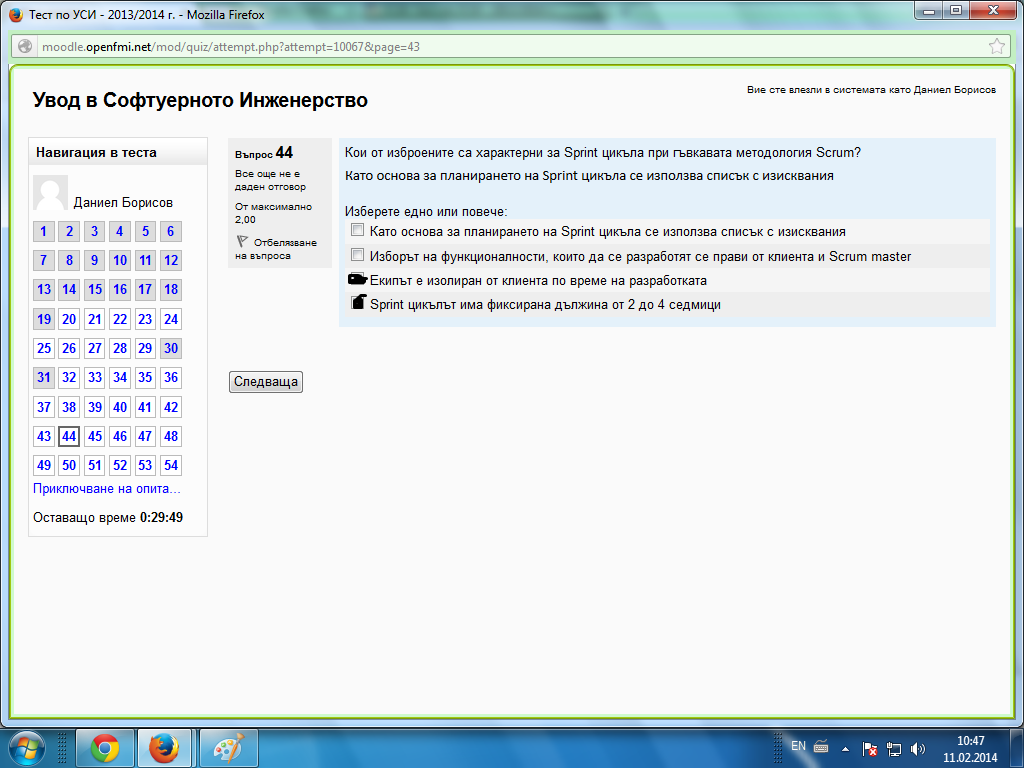 Тест по УСИ - 2013/2014 г. - Mozilla Firefox
moodle.openfmi.net/mod/quiz/attempt.php?attempt=10067&page=43
Увод в Софтуерното Инженерство
Вие сте влезли в системата като Даниел Борисов
Навигация в теста
Даниел Борисов
1 2 3 4 5 6
7 8 9 10 11 12
13 14 15 16 17 18
19 20 21 22 23 24
25 26 27 28 29 30
31 32 33 34 35 36
37 38 39 40 41 42
43 44 45 46 47 48
49 50 51 52 53 54
Приключване на опита...
Оставащо време 0:29:49
Въпрос 44
Все още не е
даден отговор
От максимално
2,00
Отбелязване
на въпроса
Кои от изброените са характерни за Sprint цикъла при гъвкавата методология Scrum?
Като основа за планирането на Sprint цикъла се използва списък с изисквания
Изберете едно или повече:
Като основа за планирането на Sprint цикъла се използва списък с изисквания
Изборът на функционалности, които да се разработят се прави от клиента и Scrum master
Екипът е изолиран от клиента по време на разработката
Sprint цикълът има фиксирана дължина от 2 до 4 седмици
Следваща
EN
10:47
11.02.2014